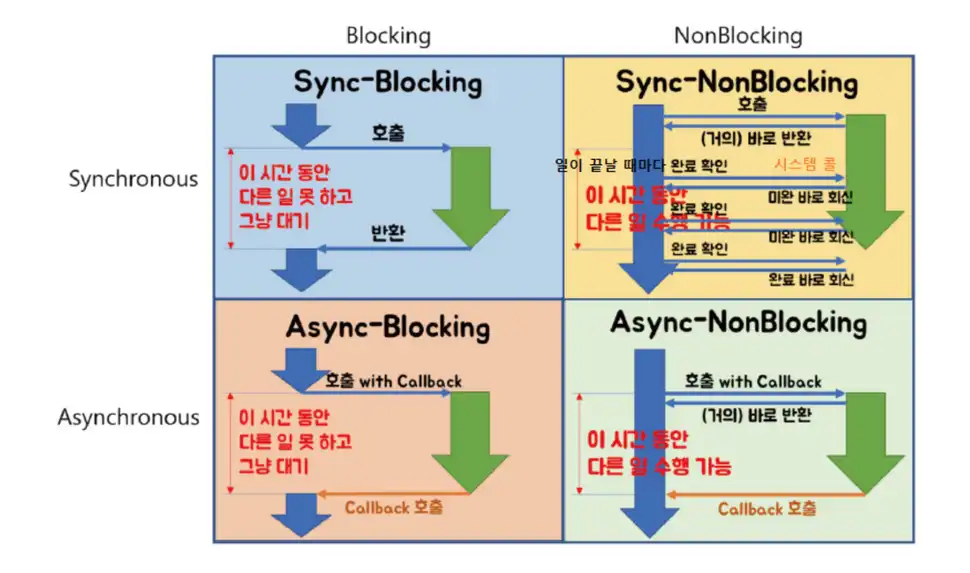 Blocking
NonBlocking
Synchronous
Sync-Blocking
호출
이 시간 동안
다른 일 못 하고
그냥 대기
반환
Sync-NonBlocking
호출
(거의) 바로 반환
일이 끝날 때마다 완료 확인
시스템 콜
이 시간 동안
다른 일 수행 가능
미완 바로 회신
완료 확인
미완 바로 회신
완료 확인
완료 바로 회신
Asynchronous
Async-Blocking
호출 with Callback
이 시간 동안
다른 일 못 하고
그냥 대기
Callback 호출
Async-NonBlocking
호출 with Callback
(거의) 바로 반환
이 시간 동안
다른 일 수행 가능
Callback 호출